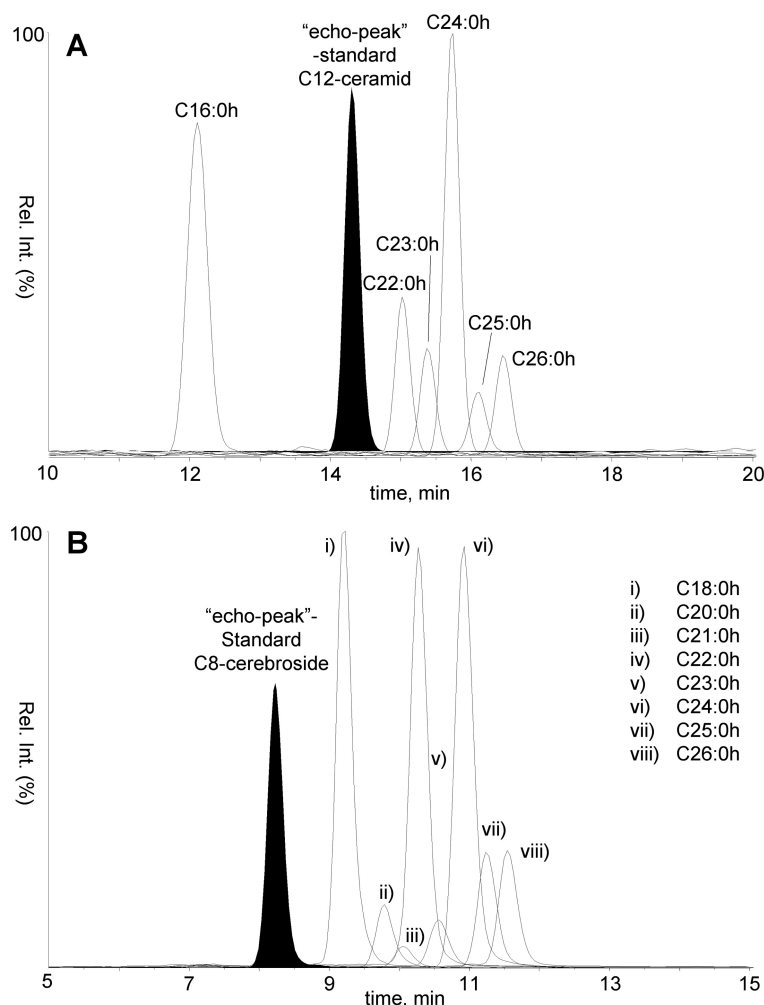 A
100
Rel. Int. (%)
C16:0h
“echo-peak”
-standard
C12-ceramid
C24:0h
C23:0h
C22:0h
C25:0h
C26:0h
10
12
14
16
18
20
time, min
B
100
Rel. Int. (%)
“echo-peak”-
Standard
C8-cerebroside
i)
iv)
vi)
v)
ii)
iii)
vii)
viii)
i) C18:0h
ii) C20:0h
iii) C21:0h
iv) C22:0h
v) C23:0h
vi) C24:0h
vii) C25:0h
viii) C26:0h
5
7
9
11
13
15
time, min